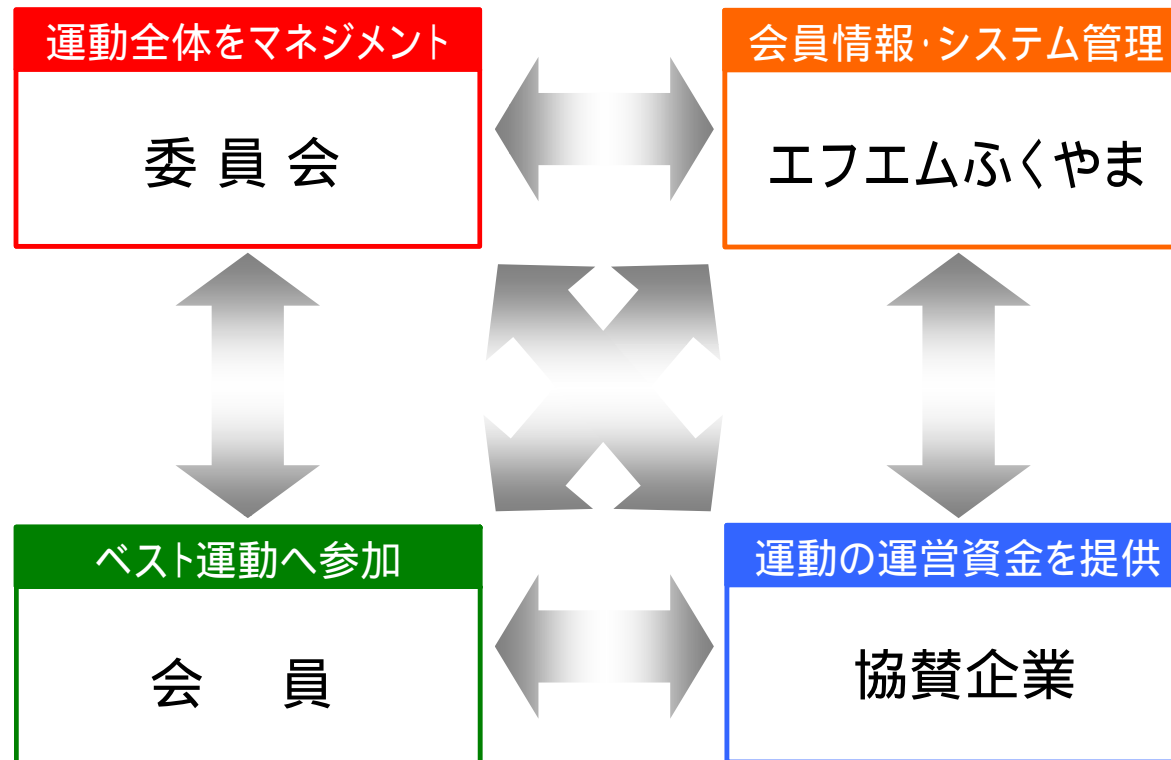 運動全体をマネジメント
委員会
会員情報・システム管理
エフエムふくやま
ベスト運動へ参加
会　員
運動の運営資金を提供
協賛企業